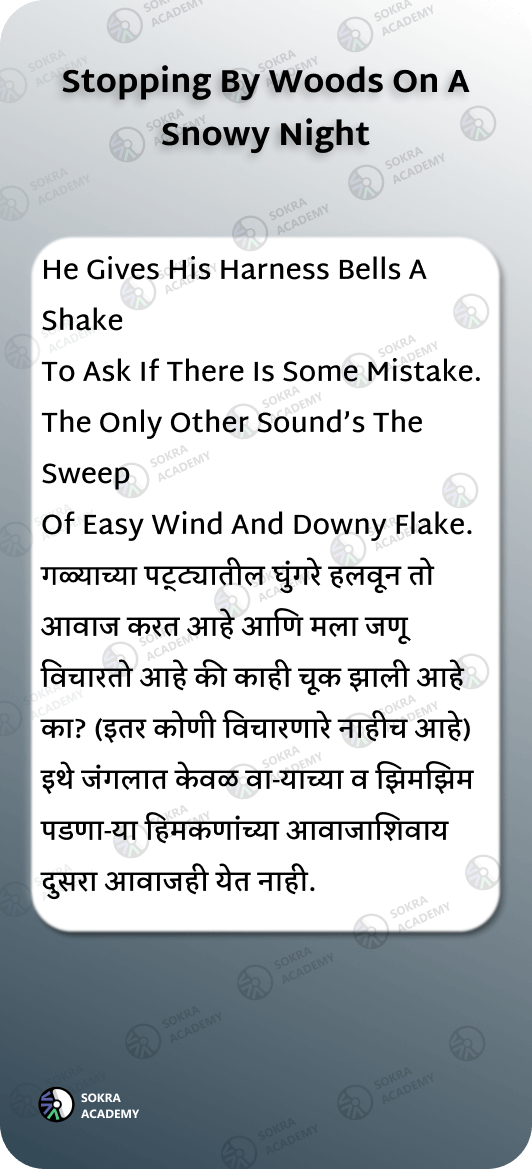 Stopping By Woods On A
Snowy Night
He Gives His Harness Bells A
Shake
To Ask If There Is Some Mistake.
The Only Other Sound’s The
Sweep
Of Easy Wind And Downy Flake.
गळ्याच्या पट्ट्यातील घुंगरे हलवून तो
आवाज करत आहे आणि मला जणू
विचारतो आहे की काही चूक झाली आहे
का? (इतर कोणी विचारणारे नाहीच आहे)
इथे जंगलात केवळ वा-याच्या व झिमझिम
पडणा-या हिमकणांच्या आवाजाशिवाय
दुसरा आवाजही येत नाही.
SOKRA
ACADEMY